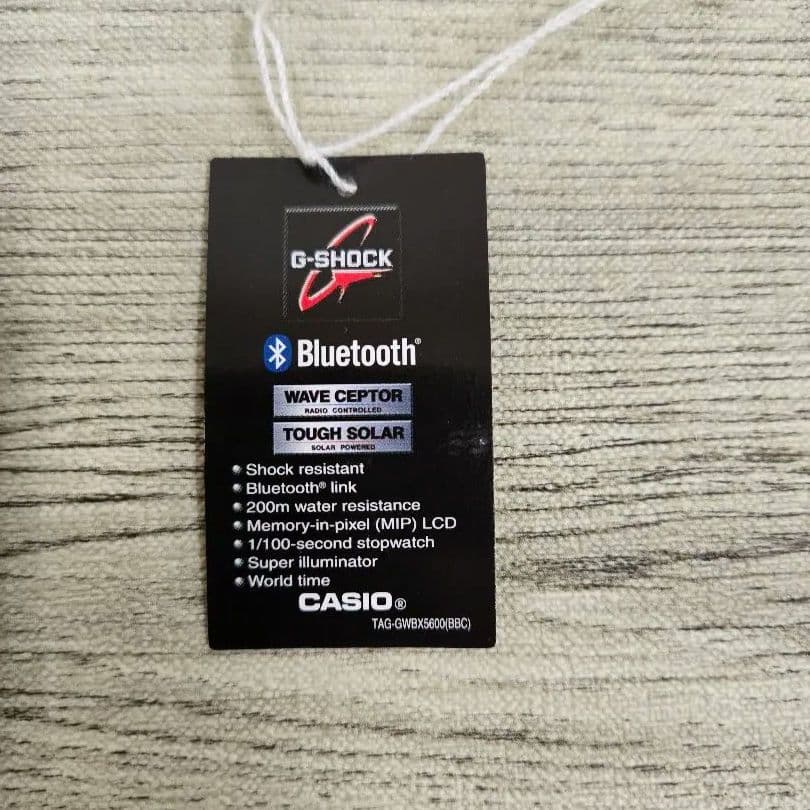 G-SHOCK
Bluetooth®
WAVE CEPTOR
RADIO CONTROLLED
TOUGH SOLAR
SOLAR POWERED
• Shock resistant
• Bluetooth® link
• 200m water resistance
• Memory-in-pixel (MIP) LCD
• 1/100-second stopwatch
• Super illuminator
• World time
CASIO®
TAG-GWBX5600(BBC)